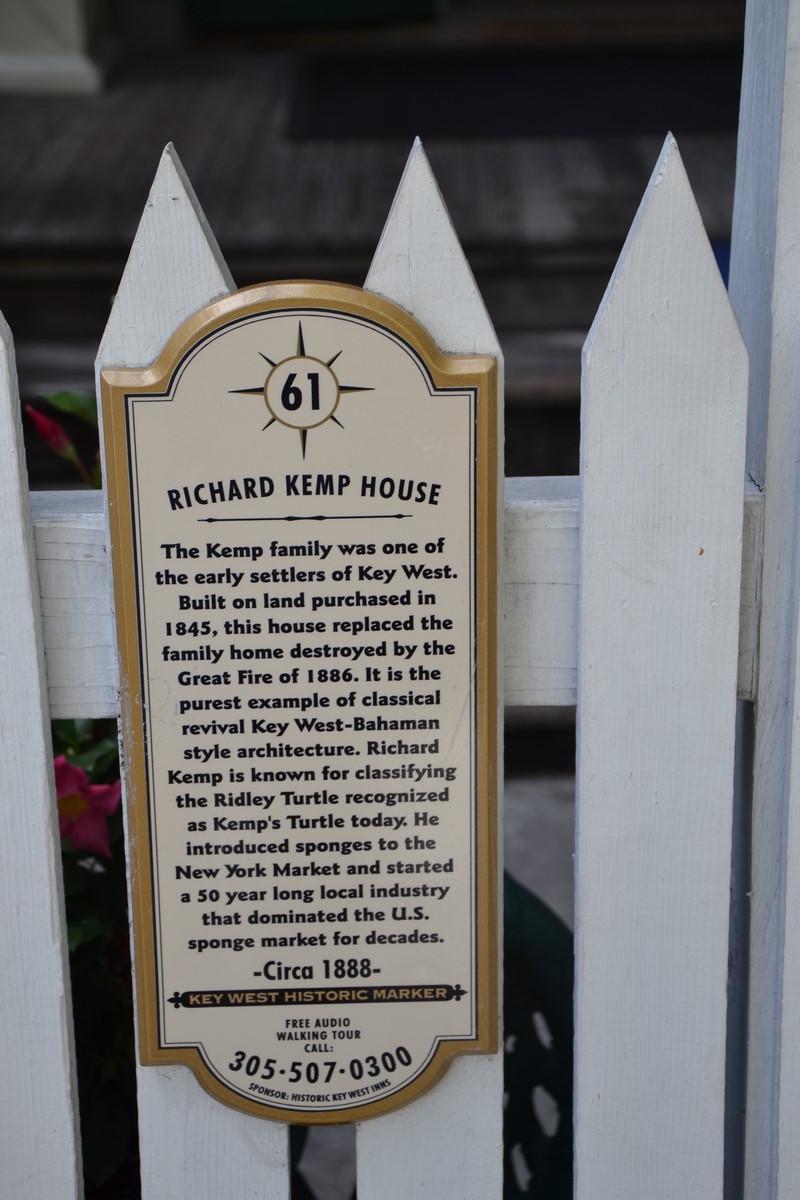 61
RICHARD KEMP HOUSE
The Kemp family was one of
the early settlers of Key West.
Built on land purchased in
1845, this house replaced the
family home destroyed by the
Great Fire of 1886. It is the
purest example of classical
revival Key West-Bahaman
style architecture. Richard
Kemp is known for classifying
the Ridley Turtle recognized
as Kemp's Turtle today. He
introduced sponges to the
New York Market and started
a 50 year long local industry
that dominated the U.S.
sponge market for decades.
-Circa 1888-
KEY WEST HISTORIC MARKER
FREE AUDIO
WALKING TOUR
CALL:
305·507·0300
SPONSOR: HISTORIC KEY WEST INNS